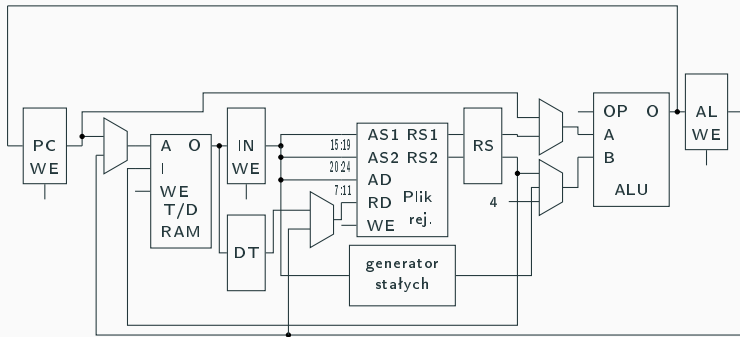 PC
WE
A O
I
WE
T/D
RAM
IN
WE
DT
15:19
20:24
7:11
AS1 RS1
AS2 RS2
AD
RD
WE
Plik
rej.
RS
generator
stałych
4
OP O
A
B
ALU
AL
WE